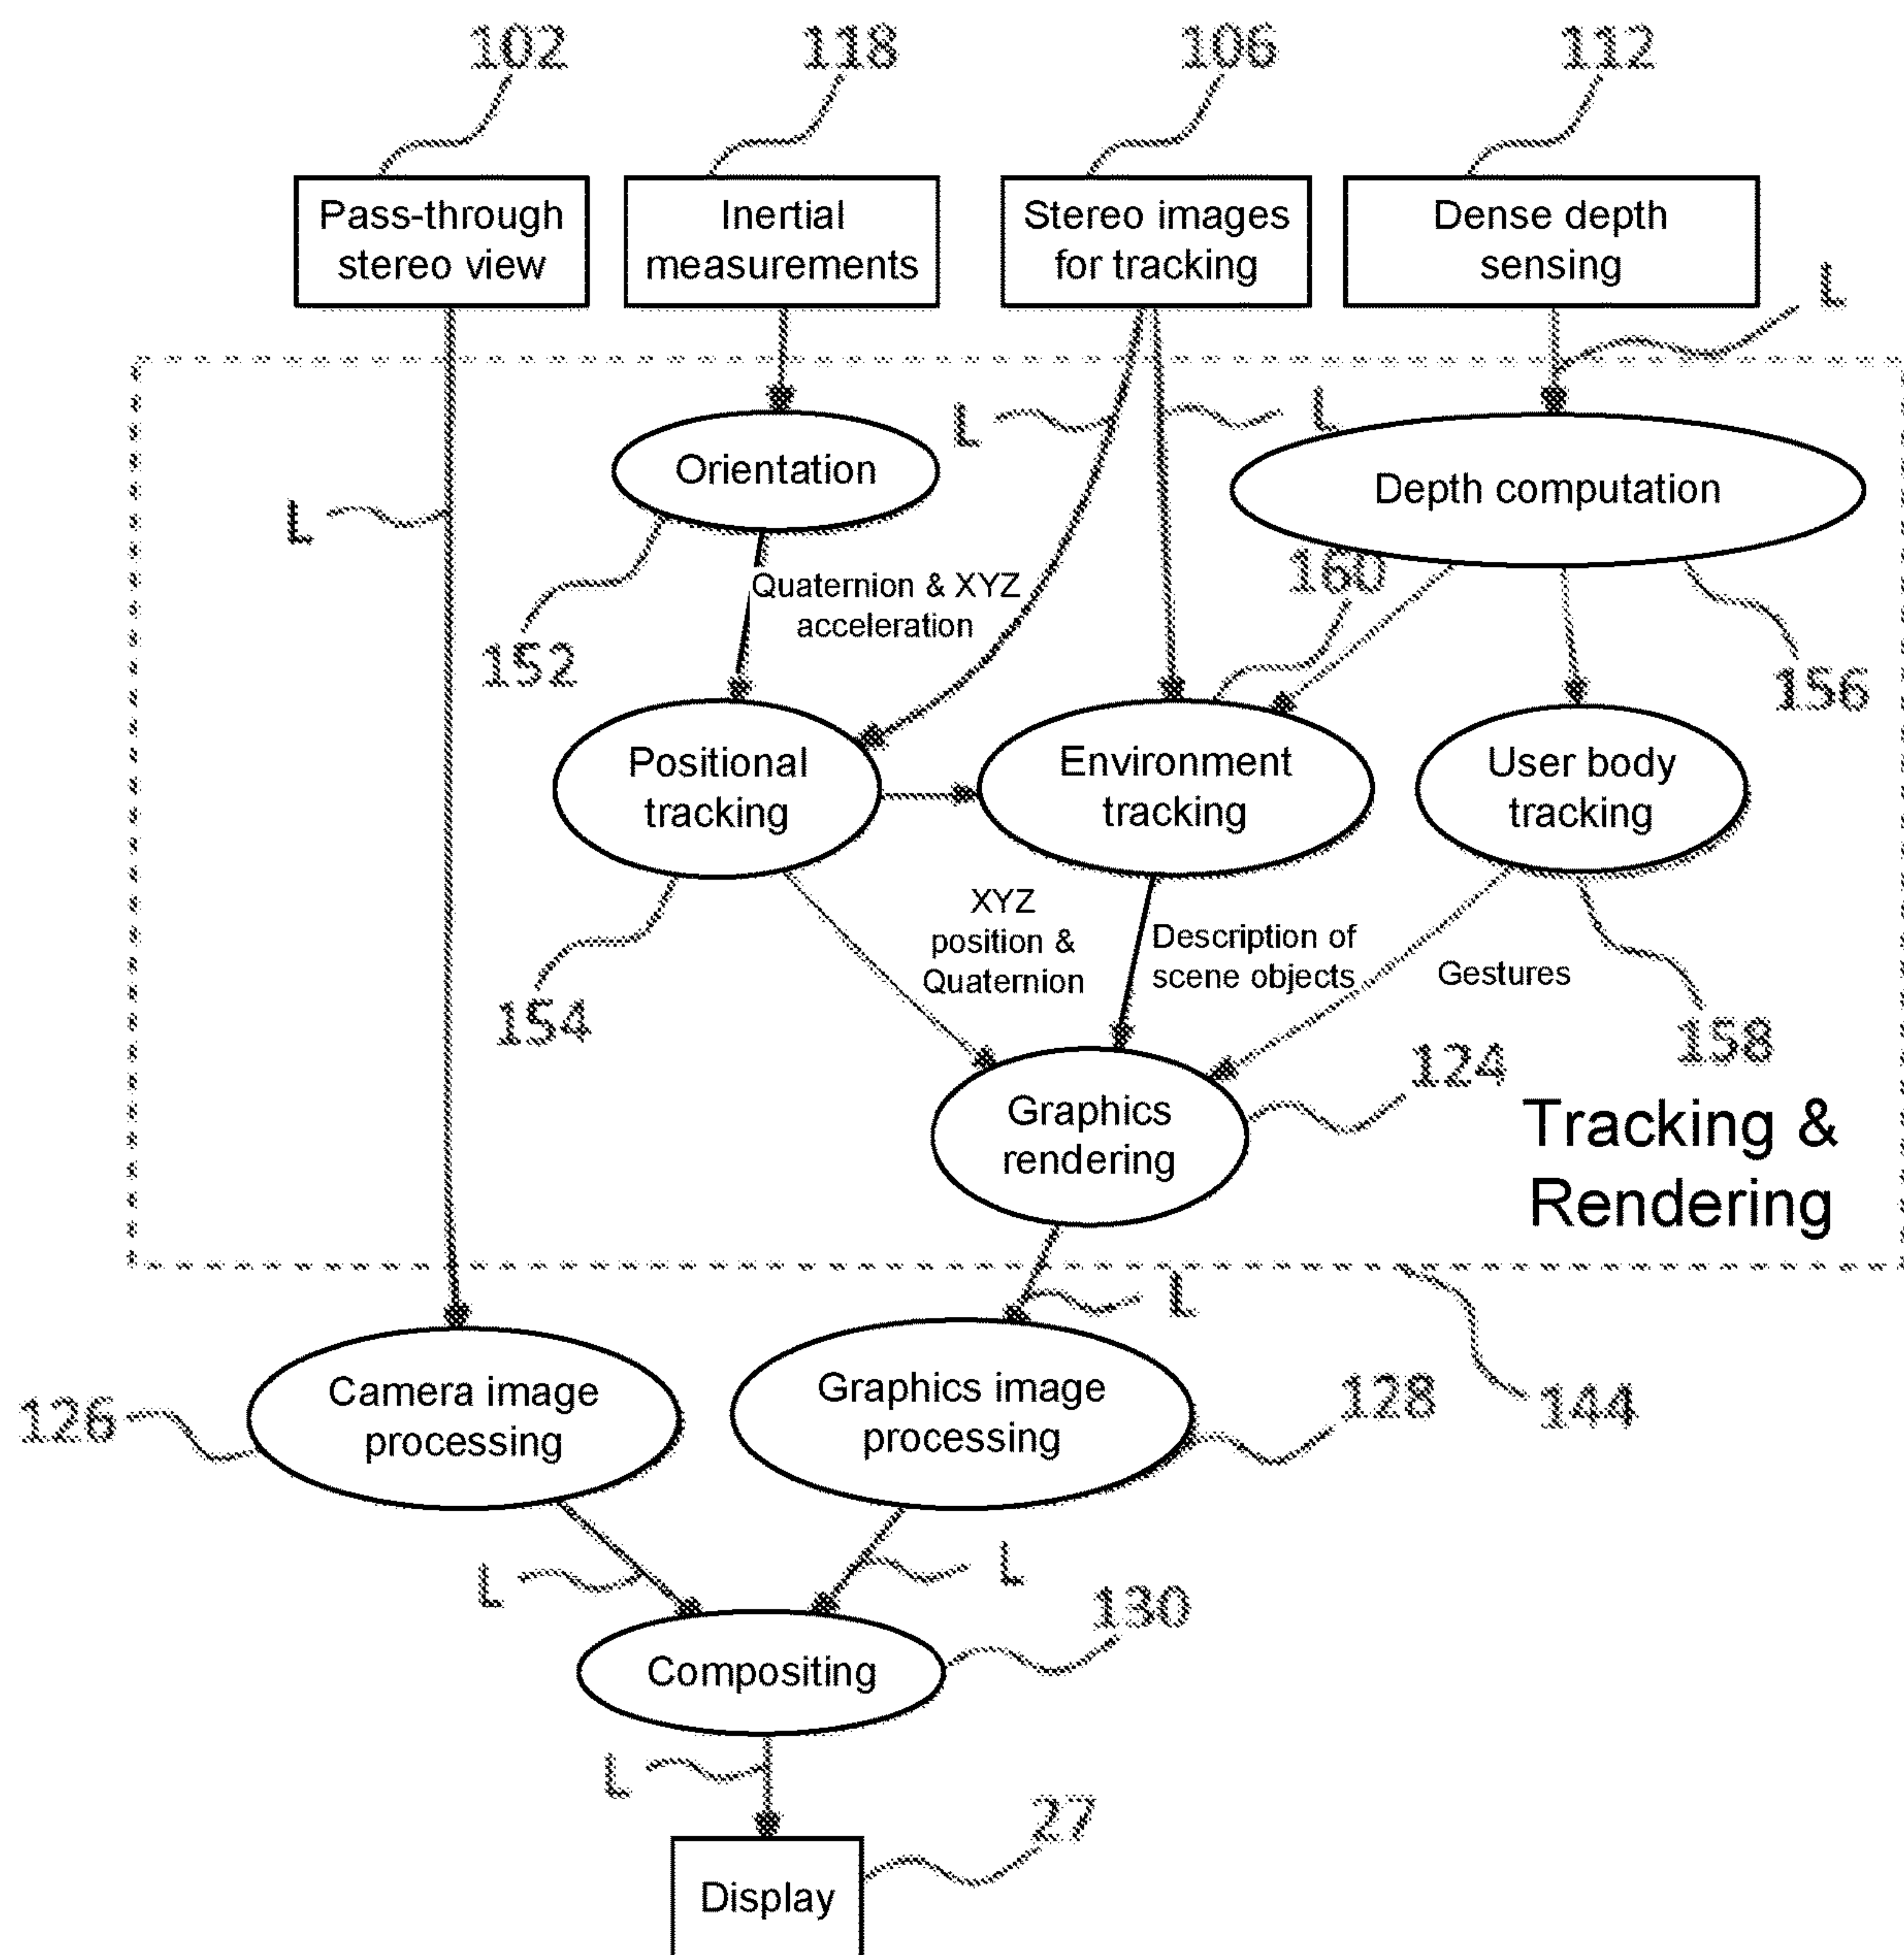 102
118
106
112
Pass-through
stereo view
Inertial
measurements
Stereo images
for tracking
Dense depth
sensing
L
L
L
L
Orientation
Depth computation
Quaternion & XYZ
acceleration
160
152
156
Positional
tracking
Environment
tracking
User body
tracking
XYZ
position &
Quaternion
Description of
scene objects
Gestures
154
158
124
Graphics
rendering
Tracking &
Rendering
L
126
Camera image
processing
Graphics image
processing
128
144
L
L
130
Compositing
L
27
Display